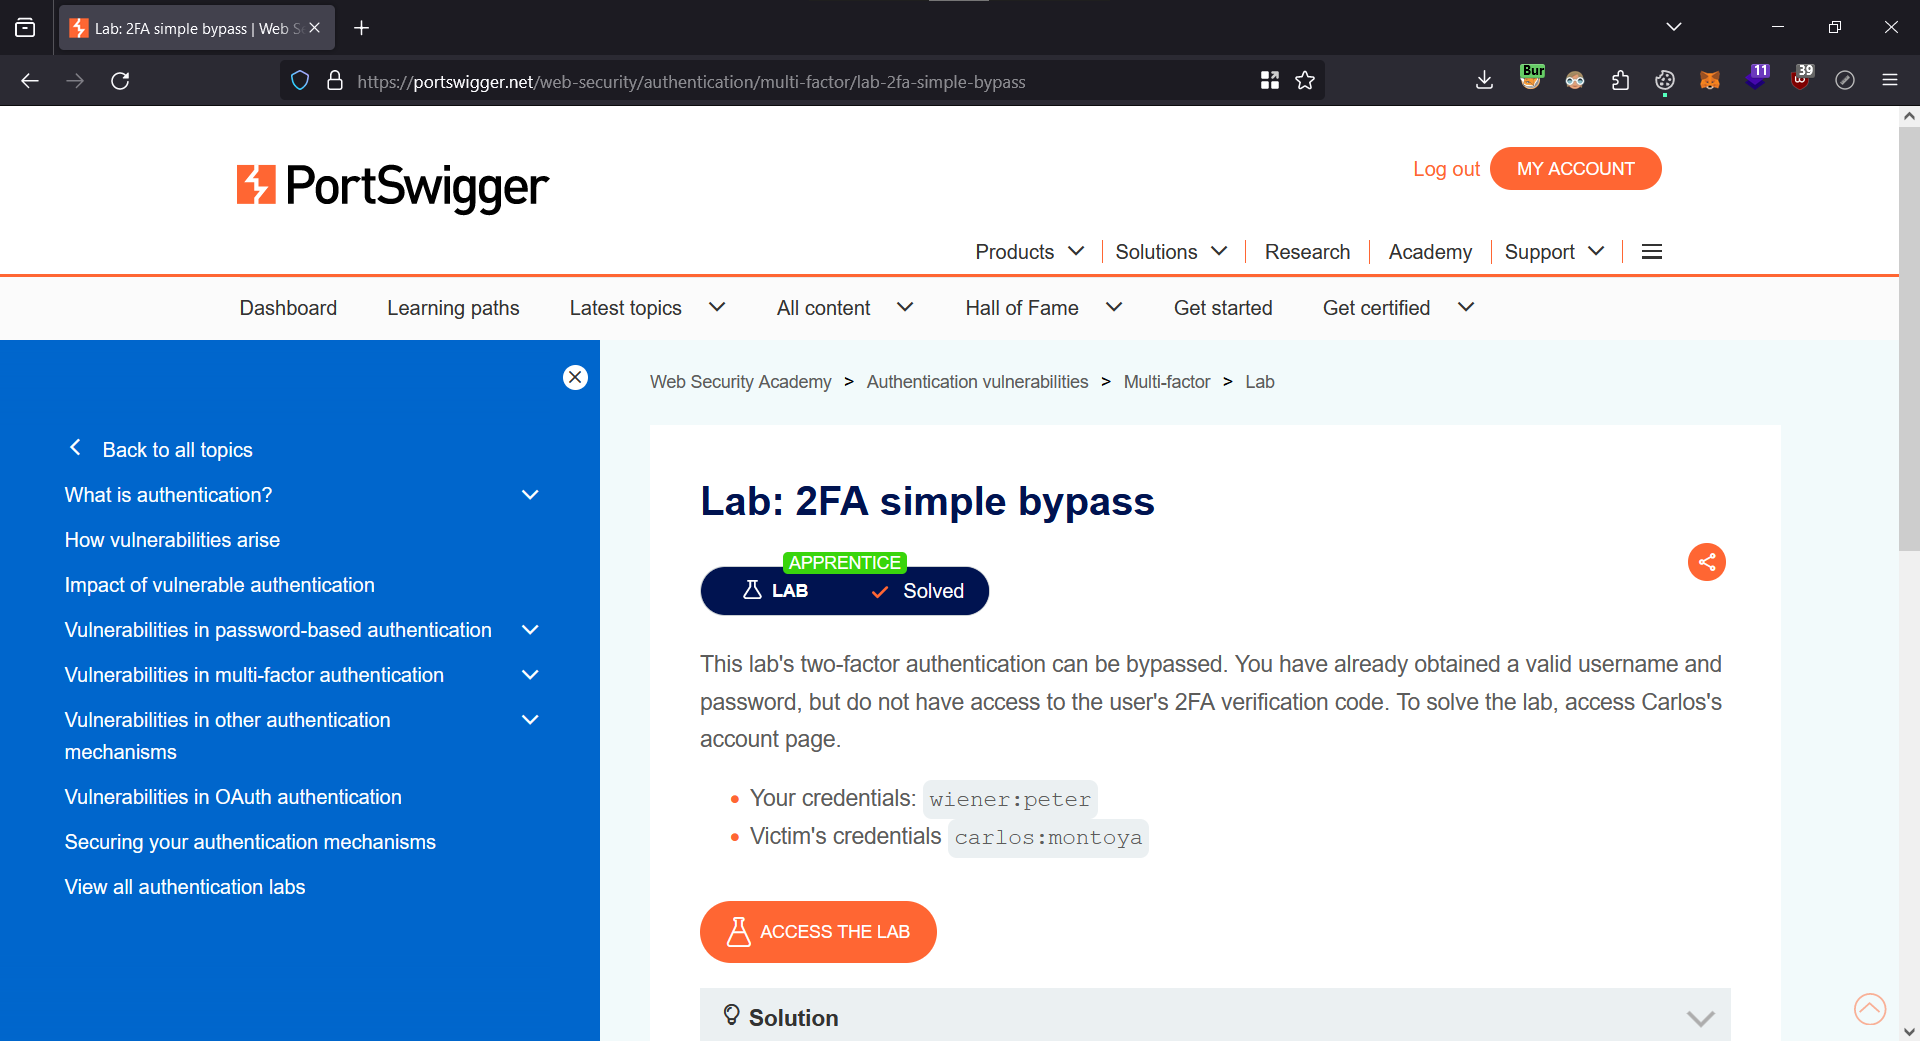 Lab: 2FA simple bypass | Web S
https://portswigger.net/web-security/authentication/multi-factor/lab-2fa-simple-bypass
Bur
11
39
PortSwigger
Log out
MY ACCOUNT
Products
Solutions
Research
Academy
Support
Dashboard
Learning paths
Latest topics
All content
Hall of Fame
Get started
Get certified
Back to all topics
What is authentication?
How vulnerabilities arise
Impact of vulnerable authentication
Vulnerabilities in password-based authentication
Vulnerabilities in multi-factor authentication
Vulnerabilities in other authentication
mechanisms
Vulnerabilities in OAuth authentication
Securing your authentication mechanisms
View all authentication labs
Web Security Academy > Authentication vulnerabilities > Multi-factor > Lab
Lab: 2FA simple bypass
APPRENTICE
LAB
Solved
This lab's two-factor authentication can be bypassed. You have already obtained a valid username and
password, but do not have access to the user's 2FA verification code. To solve the lab, access Carlos's
account page.
Your credentials: wiener:peter
Victim's credentials carlos:montoya
ACCESS THE LAB
Solution